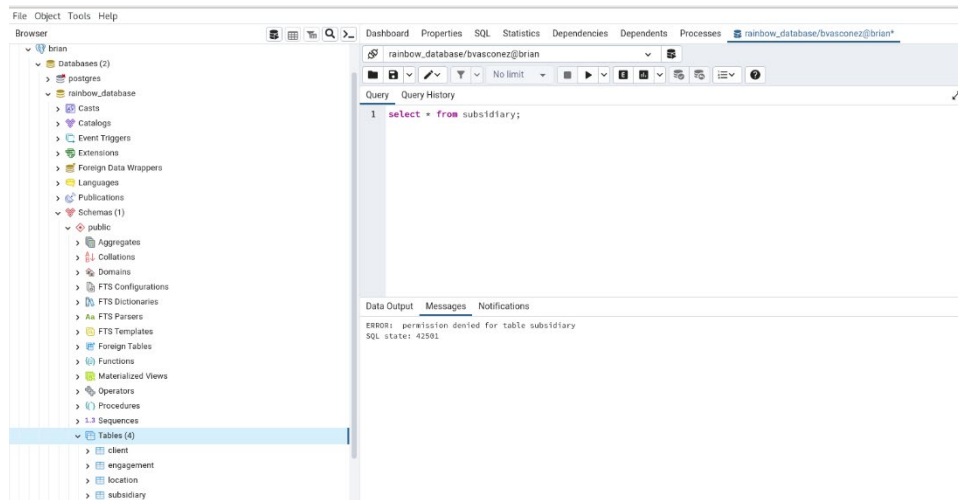 File Object Tools Help
Browser
brian
Databases (2)
postgres
rainbow_database
Casts
Catalogs
Event Triggers
Extensions
Foreign Data Wrappers
Languages
Publications
Schemas (1)
public
Aggregates
Collations
Domains
FTS Configurations
FTS Dictionaries
FTS Parsers
FTS Templates
Foreign Tables
Functions
Materialized Views
Operators
Procedures
1..3 Sequences
Tables (4)
client
engagement
location
subsidiary
Dashboard Properties SQL Statistics Dependencies Dependents Processes rainbow_database/bvasconez@brian*
rainbow_database/bvasconez@brian
No limit
Query Query History
1 select * from subsidiary;
Data Output Messages Notifications
ERROR: permission denied for table subsidiary
SQL state: 42501